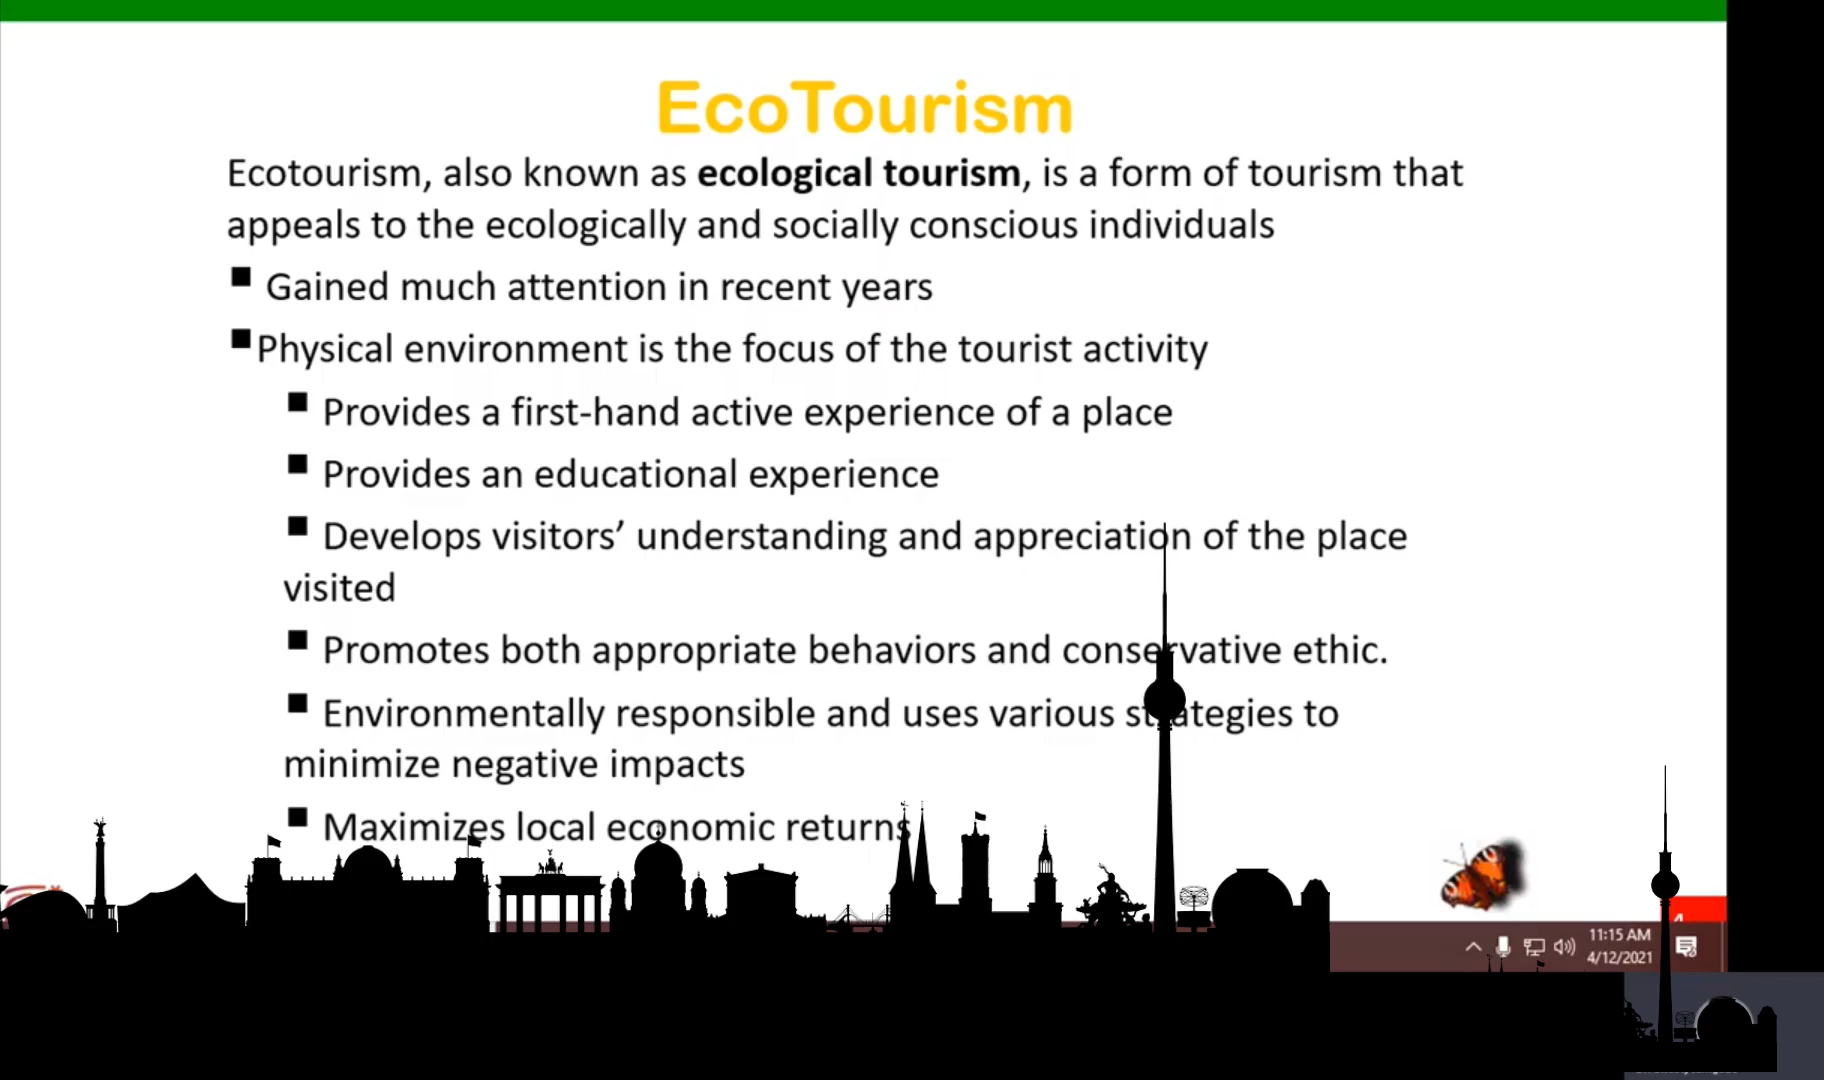 EcoTourism
Ecotourism, also known as ecological tourism, is a form of tourism that
appeals to the ecologically and socially conscious individuals
Gained much attention in recent years
Physical environment is the focus of the tourist activity
Provides a first-hand active experience of a place
Provides an educational experience
Develops visitors’ understanding and appreciation of the place
visited
Promotes both appropriate behaviors and conservative ethic.
Environmentally responsible and uses various strategies to
minimize negative impacts
Maximizes local economic returns
11:15 AM
4/12/2021